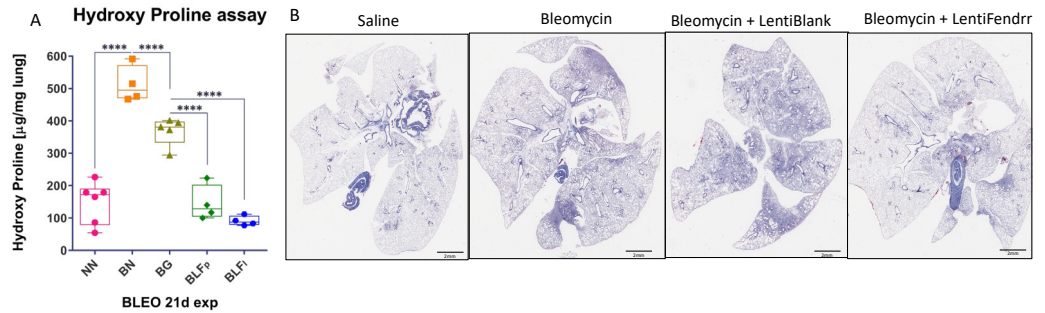 A
Hydroxy Proline assay
Hydroxy Proline [µg/mg lung]
600
500
400
300
200
100
0
**** ****
****
****
NN BN BG BLFp BLFl
BLEO 21d exp
B
Saline Bleomycin Bleomycin + LentiBlank Bleomycin + LentiFendrr
2mm 2mm 2mm 2mm